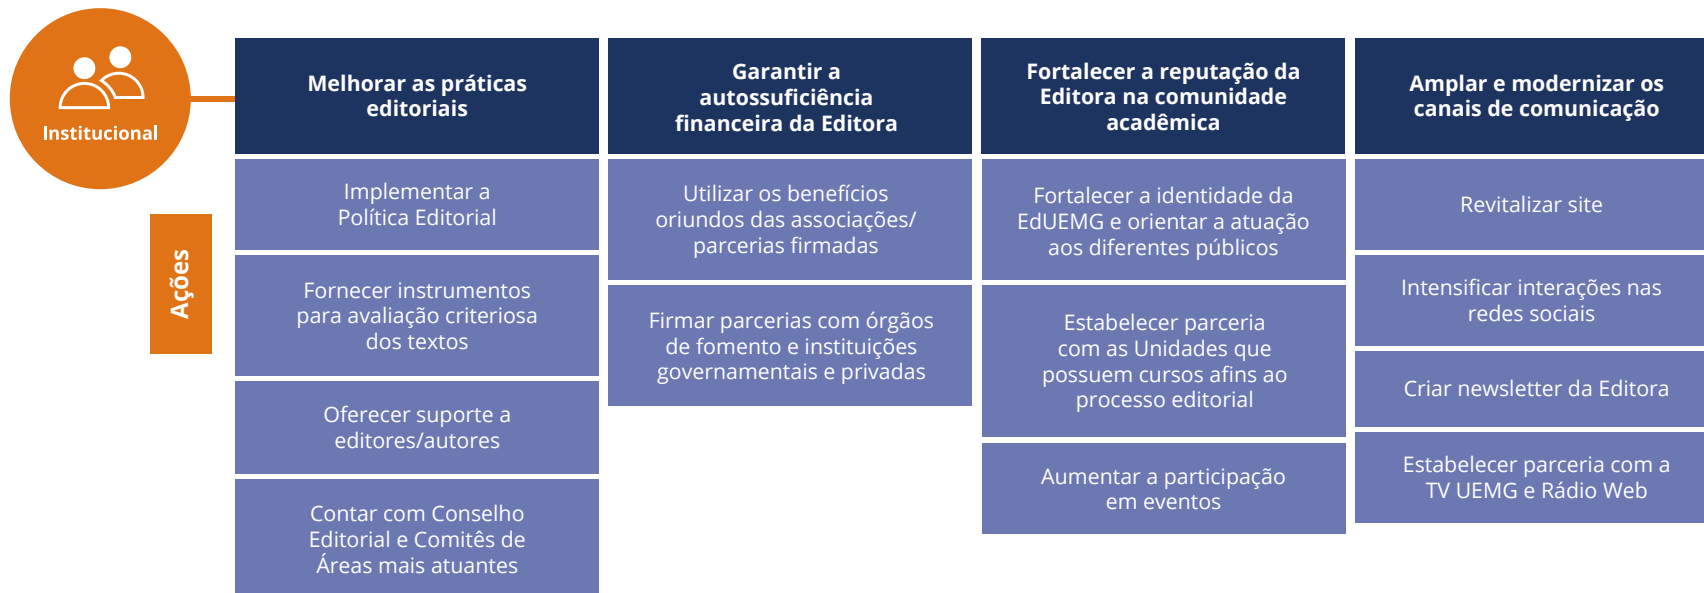 Institucional
Ações
Melhorar as práticas
editoriais
Implementar a
Política Editorial
Fornecer instrumentos
para avaliação criteriosa
dos textos
Oferecer suporte a
editores/autores
Contar com Conselho
Editorial e Comitês de
Áreas mais atuantes
Garantir a
autossuficiência
financeira da Editora
Utilizar os benefícios
oriundos das associações/
parcerias firmadas
Firmar parcerias com órgãos
de fomento e instituições
governamentais e privadas
Fortalecer a reputação da
Editora na comunidade
acadêmica
Fortalecer a identidade da
EdUEMG e orientar a atuação
aos diferentes públicos
Estabelecer parceria
com as Unidades que
possuem cursos afins ao
processo editorial
Aumentar a participação
em eventos
Amplar e modernizar os
canais de comunicação
Revitalizar site
Intensificar interações nas
redes sociais
Criar newsletter da Editora
Estabelecer parceria com a
TV UEMG e Rádio Web